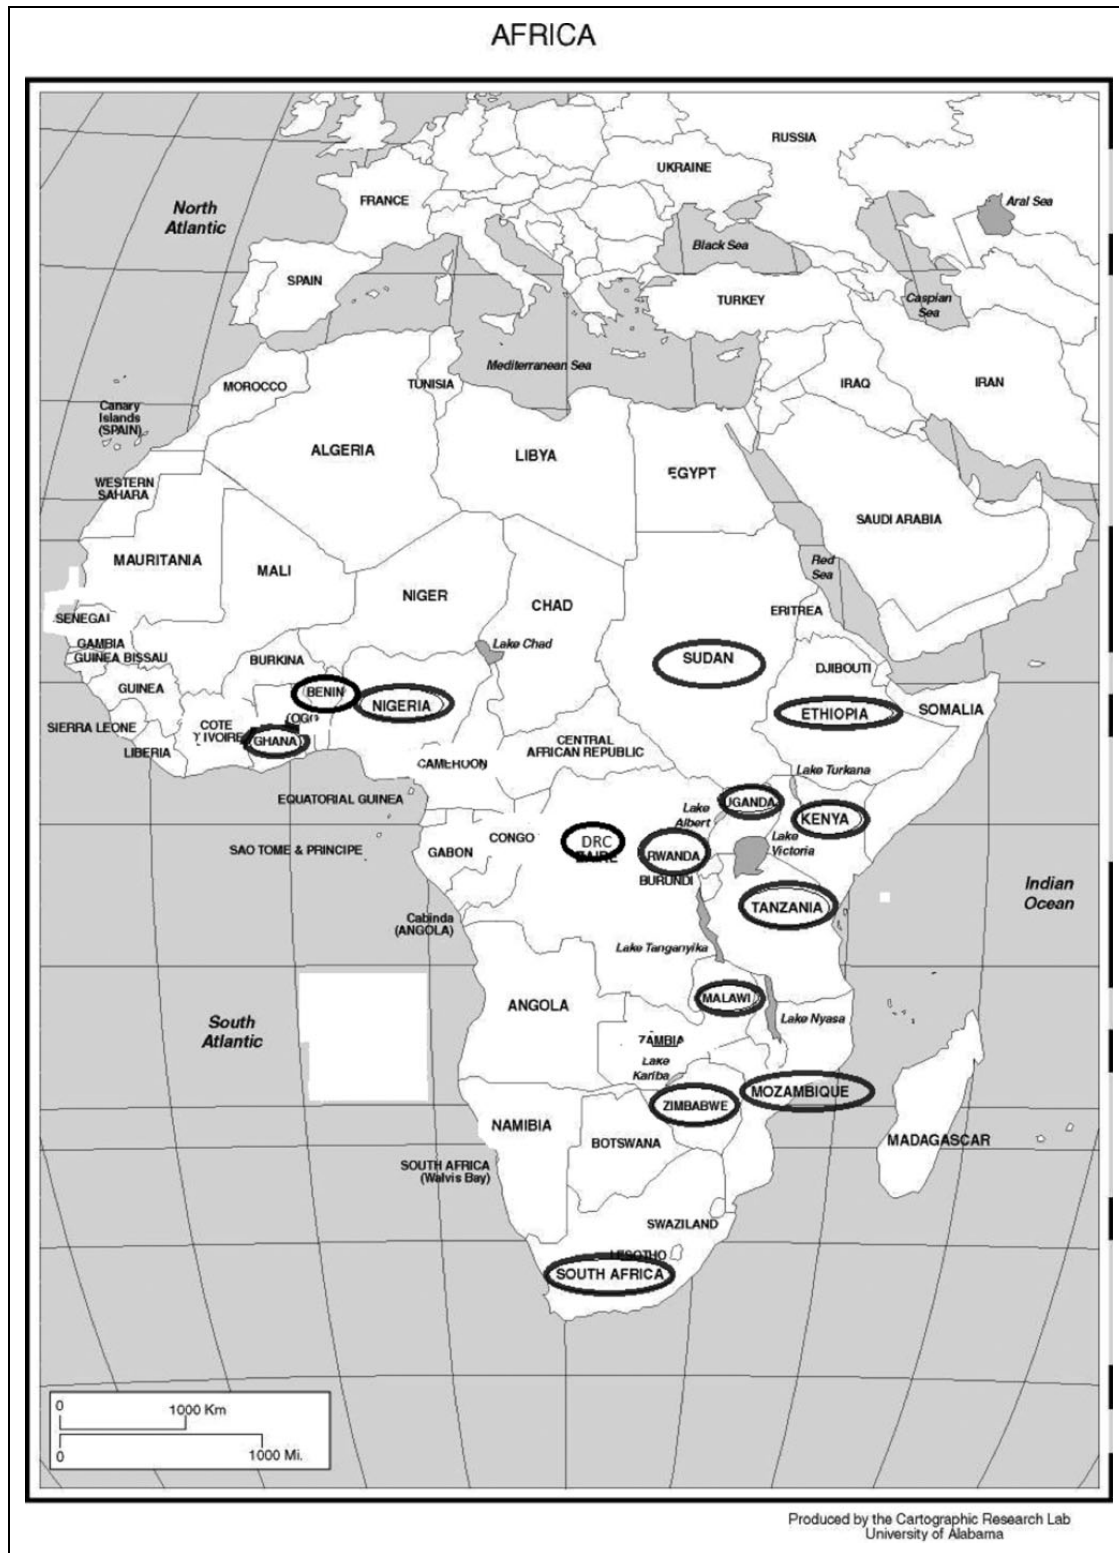 AFRICA
RUSSIA
UKRAINE
FRANCE
Aral Sea
North
Atlantic
Black Sea
SPAIN
TURKEY
Caspian
Sea
Mediterranean Sea
MOROCCO
TUNISIA
IRAQ
IRAN
Canary
Islands
(SPAIN)
ALGERIA
LIBYA
EGYPT
WESTERN
SAHARA
SAUDI ARABIA
MAURITANIA
MALI
Red
Sea
NIGER
CHAD
ERITREA
SENEGAL
GAMBIA
Lake Chad
GUINEA BISSAU
BURKINA
SUDAN
DJIBOUTI
GUINEA
BENIN
NIGERIA
ETHIOPIA
SOMALIA
SIERRA LEONE
COTE
GHANA
LIBERIA
CENTRAL
AFRICAN REPUBLIC
CAMEROON
Lake Turkana
EQUATORIAL GUINEA
UGANDA
Lake
Albert
KENYA
CONGO
DRC
Lake
Victoria
SAO TOME & PRINCIPE
GABON
RWANDA
BURUNDI
Indian
Ocean
TANZANIA
Cabinda
(ANGOLA)
Lake Tanganyika
MALAWI
ANGOLA
Lake Nyasa
South
Atlantic
ZAMBIA
Lake
Kariba
MOZAMBIQUE
ZIMBABWE
NAMIBIA
BOTSWANA
MADAGASCAR
SOUTH AFRICA
(Walvis Bay)
SWAZILAND
LESOTHO
SOUTH AFRICA
0
1000 Km
0
1000 Mi.
Produced by the Cartographic Research Lab
University of Alabama